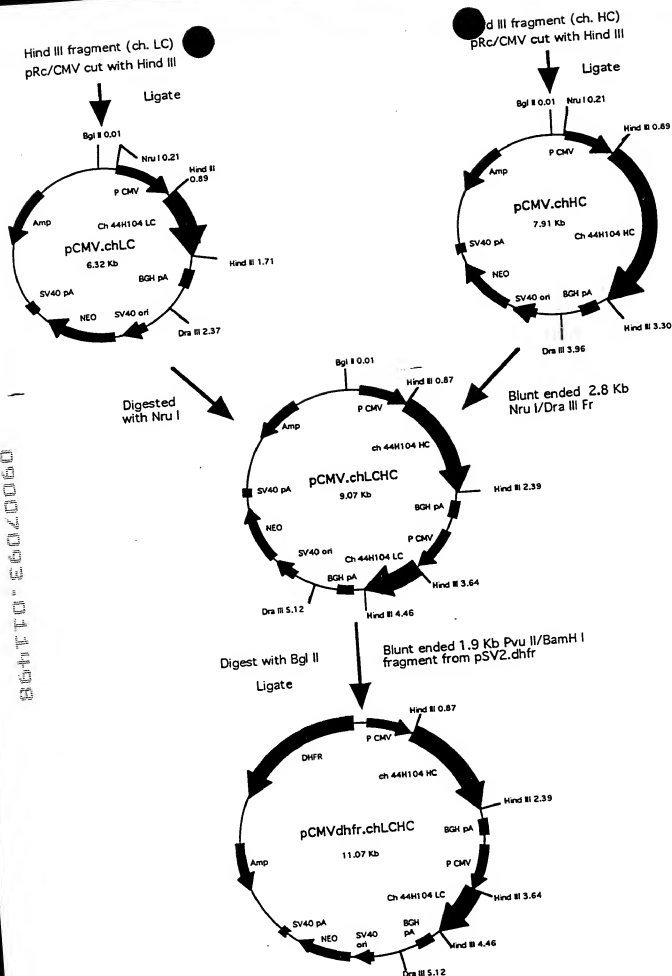 Hind III fragment (ch. LC)
pRc/CMV cut with Hind III
Ligate
Bgl II 0.01
Nru I 0.21
Hind III
0.89
P CMV
Amp
Ch 44H104 LC
pCMV.chLC
6.32 Kb
Hind III 1.71
BGH pA
SV40 pA
NEO
SV40 ori
Dra III 2.37
d III fragment (ch. HC)
pRc/CMV cut with Hind III
Ligate
Bgl II 0.01
Nru I 0.21
Hind III 0.89
P CMV
Amp
pCMV.chHC
7.91 Kb
Ch 44H104 HC
SV40 pA
NEO
SV40 ori
BGH pA
Hind III 3.30
Dra III 3.96
Digested
with Nru I
Blunt ended 2.8 Kb
Nru I/Dra III Fr
Bgl II 0.01
Hind III 0.87
P CMV
Amp
ch 44H104 HC
pCMV.chLCHC
9.07 Kb
Hind III 2.39
SV40 pA
BGH pA
NEO
P CMV
SV40 ori
Ch 44H104 LC
BGH pA
Hind III 3.64
Dra III 5.12
Hind III 4.46
Digest with Bgl II
Ligate
Blunt ended 1.9 Kb Pvu II/BamH I
fragment from pSV2.dhfr
Hind III 0.87
P CMV
DHFR
ch 44H104 HC
Hind III 2.39
pCMVdhfr.chLCHC
11.07 Kb
BGH pA
Amp
P CMV
Ch 44H104 LC
Hind III 3.64
SV40 pA
NEO
SV40
ori
BGH
pA
Hind III 4.46
Dra III 5.12
09007093.011498